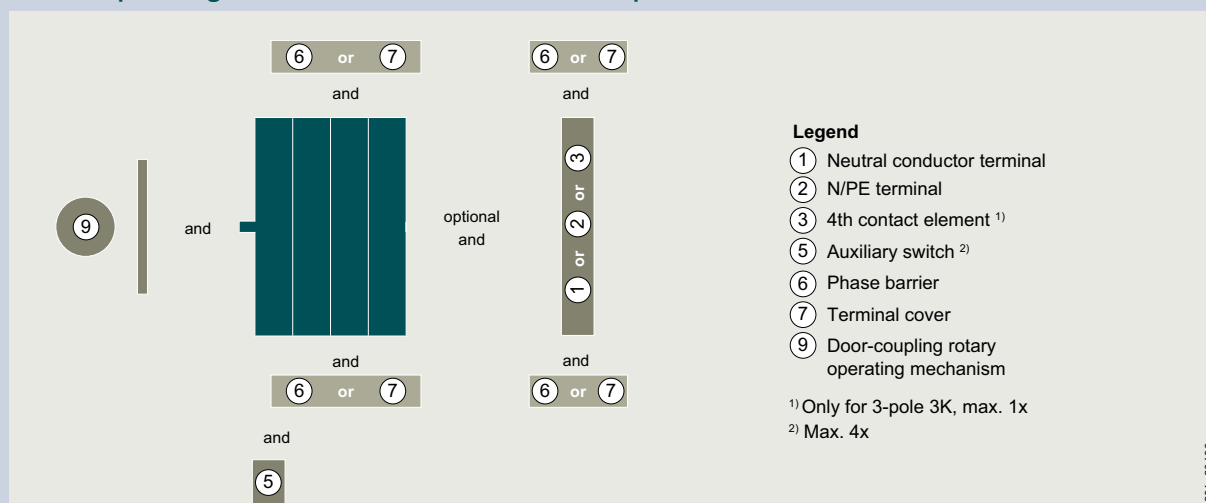 6 or 7
6 or 7
and
and
9
and
optional
and
1 or 2 or 3
and
and
6 or 7
6 or 7
and
5
Legend
1 Neutral conductor terminal
2 N/PE terminal
3 4th contact element 1)
5 Auxiliary switch 2)
6 Phase barrier
7 Terminal cover
9 Door-coupling rotary
operating mechanism
1) Only for 3-pole 3K, max. 1x
2) Max. 4x